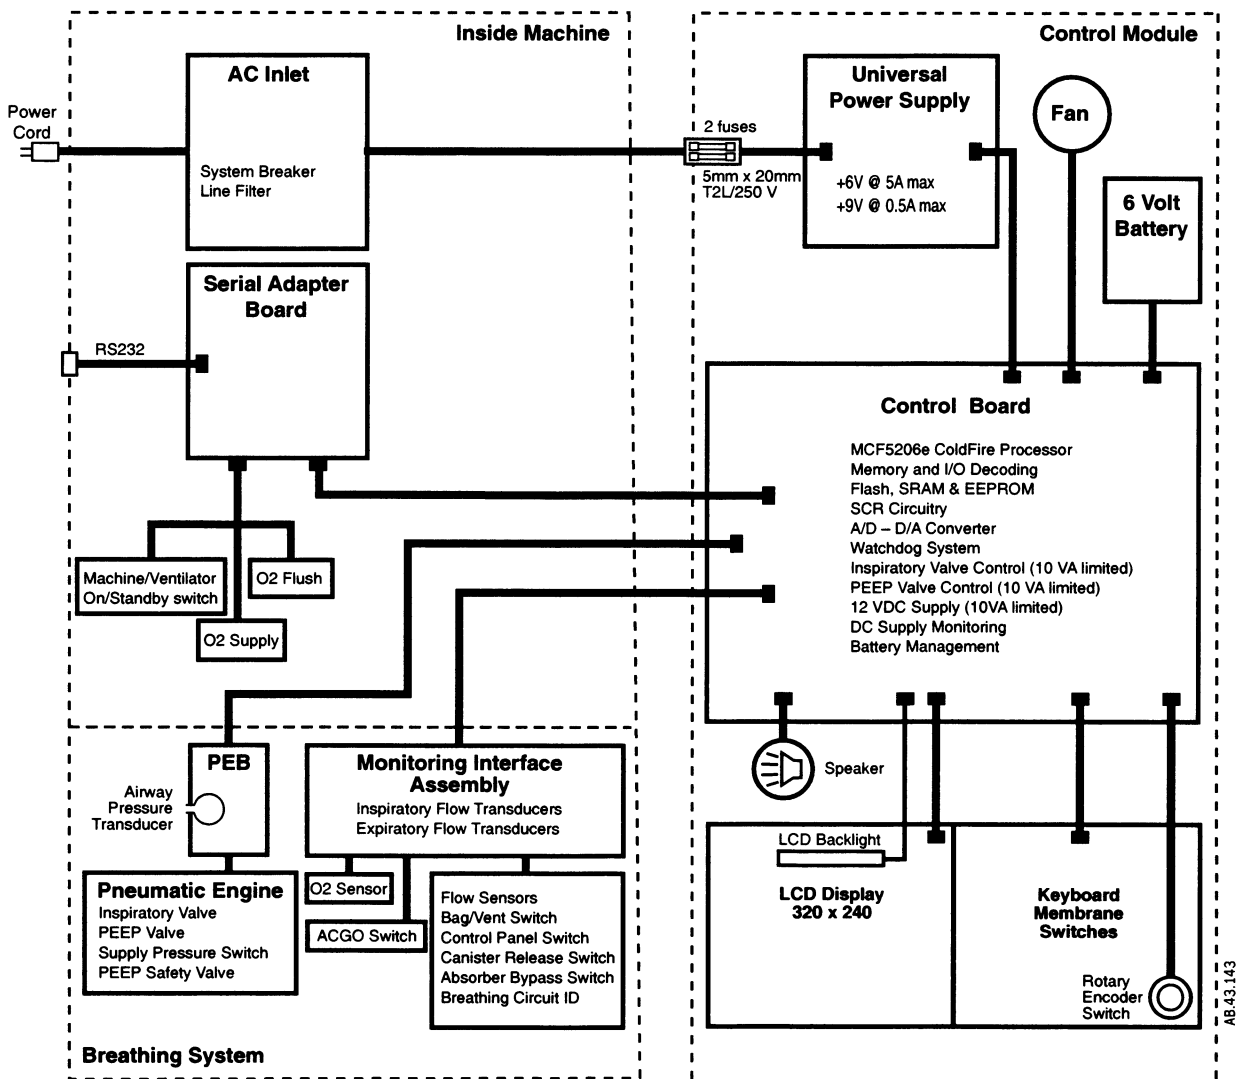 Inside Machine
Control Module
AC Inlet
System Breaker
Line Filter
Power
Cord
2 fuses
5mm x 20mm
T2L/250 V
Universal
Power Supply
+6V @ 5A max
+9V @ 0.5A max
Fan
6 Volt
Battery
Serial Adapter
Board
RS232
Machine/Ventilator
On/Standby switch
O2 Flush
O2 Supply
Control Board
MCF5206e ColdFire Processor
Memory and I/O Decoding
Flash, SRAM & EEPROM
SCR Circuitry
A/D – D/A Converter
Watchdog System
Inspiratory Valve Control (10 VA limited)
PEEP Valve Control (10 VA limited)
12 VDC Supply (10VA limited)
DC Supply Monitoring
Battery Management
PEB
Airway
Pressure
Transducer
Monitoring Interface
Assembly
Inspiratory Flow Transducers
Expiratory Flow Transducers
Speaker
Pneumatic Engine
Inspiratory Valve
PEEP Valve
Supply Pressure Switch
PEEP Safety Valve
O2 Sensor
ACGO Switch
Flow Sensors
Bag/Vent Switch
Control Panel Switch
Canister Release Switch
Absorber Bypass Switch
Breathing Circuit ID
LCD Backlight
LCD Display
320 x 240
Keyboard
Membrane
Switches
Rotary
Encoder
Switch
Breathing System
AB.43.143